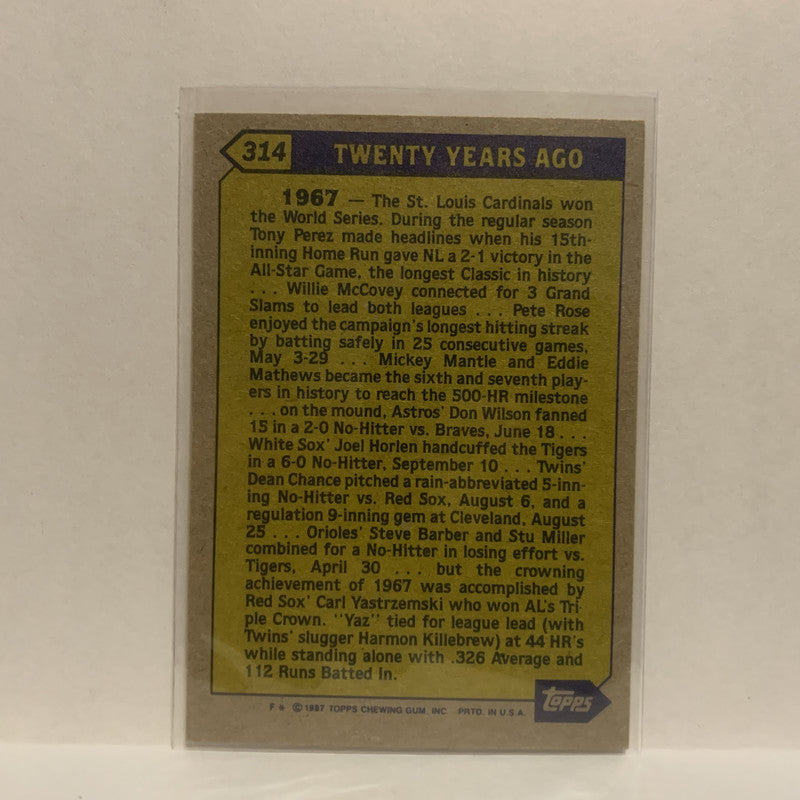 314 TWENTY YEARS AGO
1967 — The St. Louis Cardinals won
the World Series. During the regular season
Tony Perez made headlines when his 15th-
inning Home Run gave NL a 2-1 victory in the
All-Star Game, the longest Classic in history
. . . Willie McCovey connected for 3 Grand
Slams to lead both leagues . . . Pete Rose
enjoyed the campaign's longest hitting streak
by batting safely in 25 consecutive games,
May 3-29 . . . Mickey Mantle and Eddie
Mathews became the sixth and seventh play-
ers in history to reach the 500-HR milestone
. . . on the mound, Astros' Don Wilson fanned
15 in a 2-0 No-Hitter vs. Braves, June 18 . . .
White Sox' Joel Horlen handcuffed the Tigers
in a 6-0 No-Hitter, September 10 . . . Twins'
Dean Chance pitched a rain-abbreviated 5-inn-
ing No-Hitter vs. Red Sox, August 6, and a
regulation 9-inning gem at Cleveland, August
25 . . . Orioles' Steve Barber and Stu Miller
combined for a No-Hitter in losing effort vs.
Tigers, April 30 . . . but the crowning
achievement of 1967 was accomplished by
Red Sox' Carl Yastrzemski who won AL's Tri-
ple Crown. "Yaz" tied for league lead (with
Twins' slugger Harmon Killebrew) at 44 HR's
while standing alone with .326 Average and
112 Runs Batted In.
F * © 1987 TOPPS CHEWING GUM, INC. PRTD. IN U.S.A.
topps